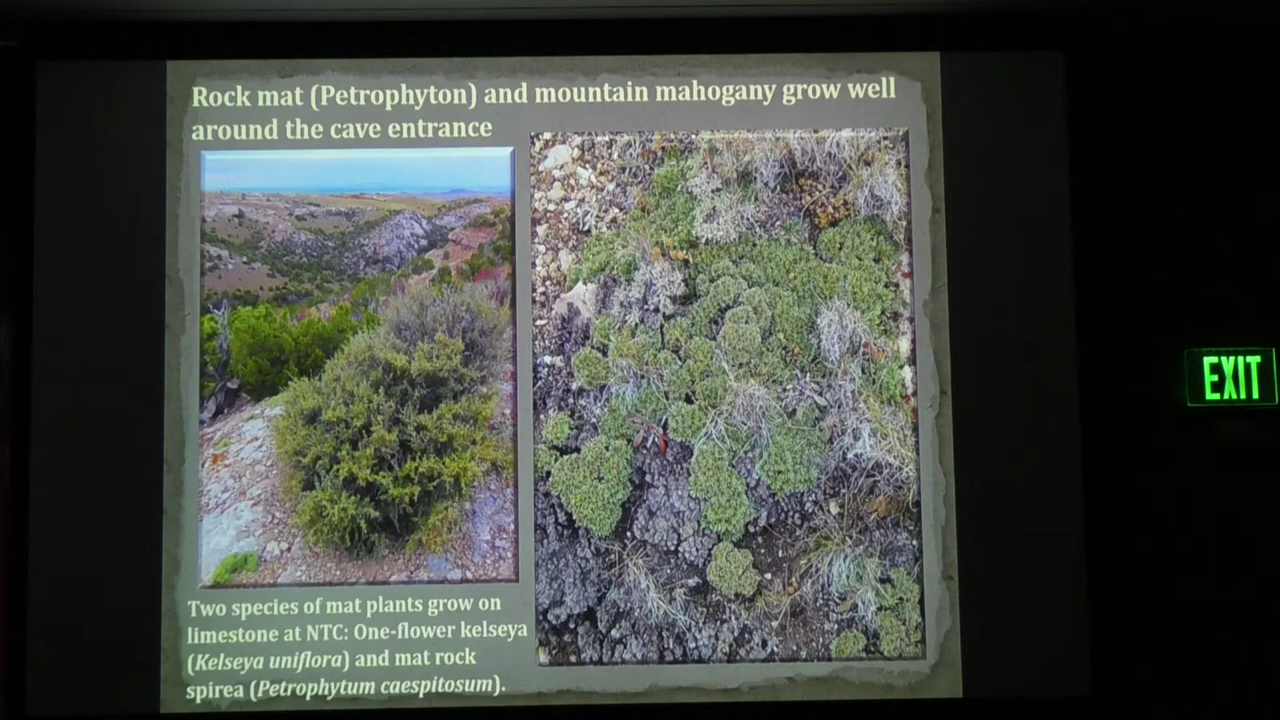 Rock mat (Petrophyton) and mountain mahogany grow well
around the cave entrance
Two species of mat plants grow on
limestone at NTC: One-flower kelseya
(Kelseya uniflora) and mat rock
spirea (Petrophytum caespitosum).
EXIT